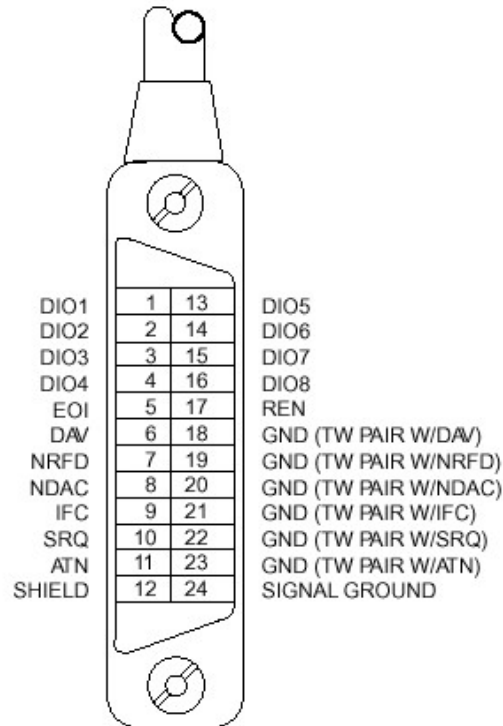 DIO1 1 13 DIO5
DIO2 2 14 DIO6
DIO3 3 15 DIO7
DIO4 4 16 DIO8
EOI 5 17 REN
DAV 6 18 GND (TW PAIR W/DAV)
NRFD 7 19 GND (TW PAIR W/NRFD)
NDAC 8 20 GND (TW PAIR W/NDAC)
IFC 9 21 GND (TW PAIR W/IFC)
SRQ 10 22 GND (TW PAIR W/SRQ)
ATN 11 23 GND (TW PAIR W/ATN)
SHIELD 12 24 SIGNAL GROUND